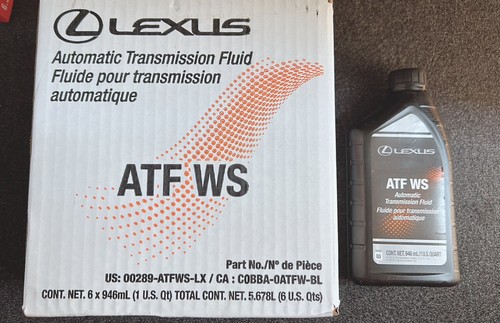 LEXUS
Automatic Transmission Fluid
Fluide pour transmission
automatique
ATF WS
Part No./N° de Pièce
US: 00289-ATFWS-LX / CA : C0BBA-0ATFW-BL
CONT. NET. 6 x 946mL (1 U.S. Qt) TOTAL CONT. NET. 5.678L (6 U.S. Qts)
LEXUS
ATF WS
Automatic
Transmission Fluid
Fluide pour transmission
automatique
CONT. NET. 946 mL/1 U.S. QUART